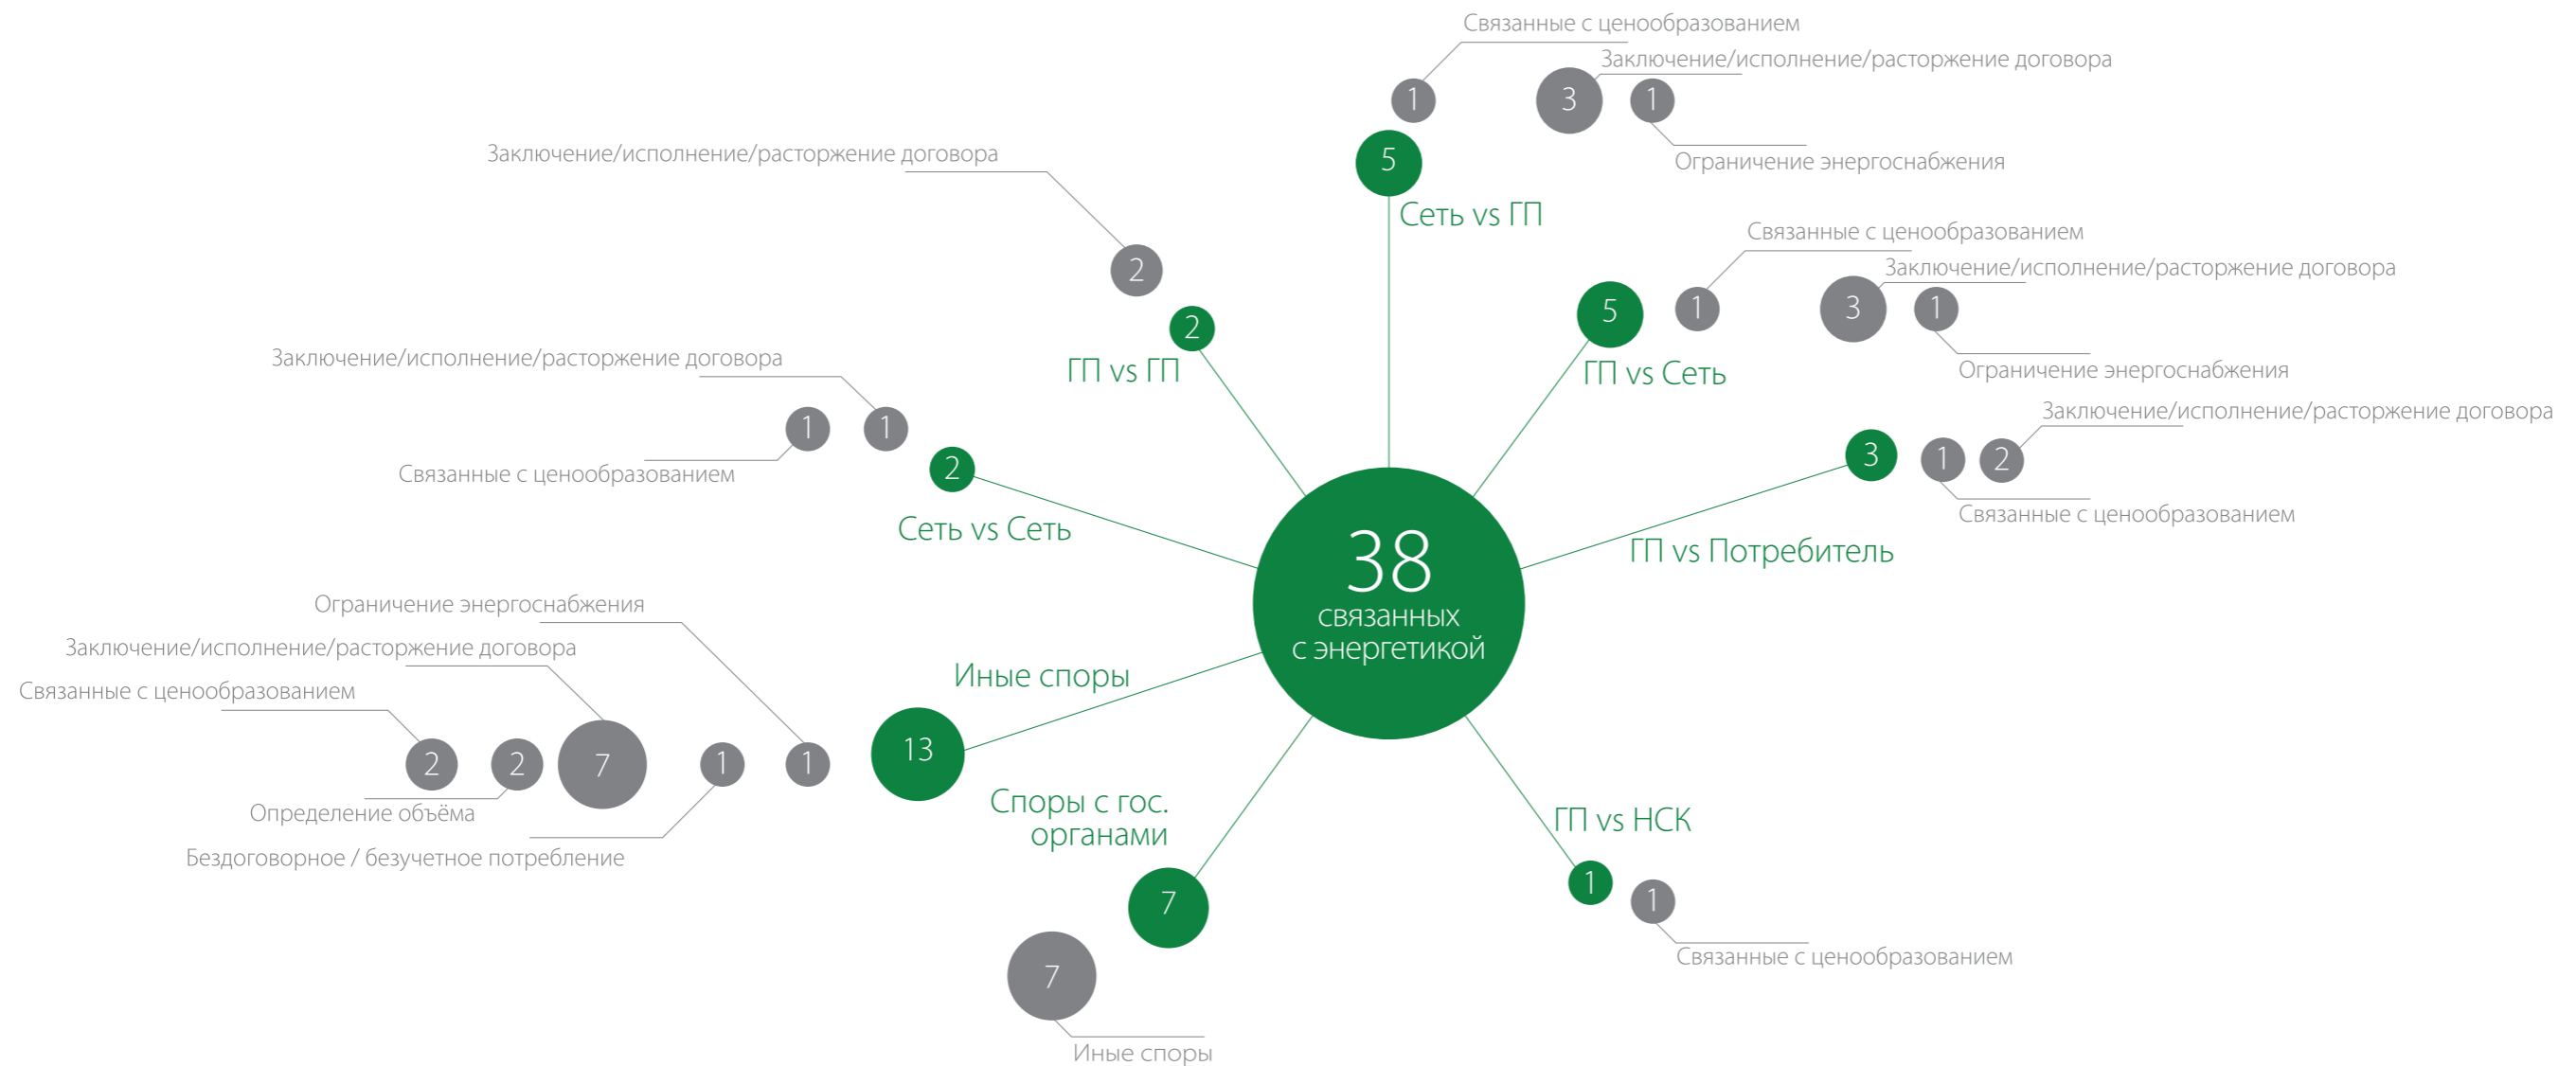 Связанные с ценообразованием
Заключение/исполнение/расторжение договора
1
3
1
Ограничение энергоснабжения
5
Сеть vs ГП
Заключение/исполнение/расторжение договора
2
2
ГП vs ГП
Связанные с ценообразованием
Заключение/исполнение/расторжение договора
5
1
3
1
Ограничение энергоснабжения
ГП vs Сеть
Заключение/исполнение/расторжение договора
1
1
Связанные с ценообразованием
2
Сеть vs Сеть
Заключение/исполнение/расторжение договора
3
1
2
Связанные с ценообразованием
ГП vs Потребитель
38
связанных
с энергетикой
Ограничение энергоснабжения
Заключение/исполнение/расторжение договора
Связанные с ценообразованием
Иные споры
2
2
7
1
1
13
Определение объёма
Бездоговорное / безучетное потребление
Споры с гос.
органами
7
7
Иные споры
ГП vs НСК
1
1
Связанные с ценообразованием